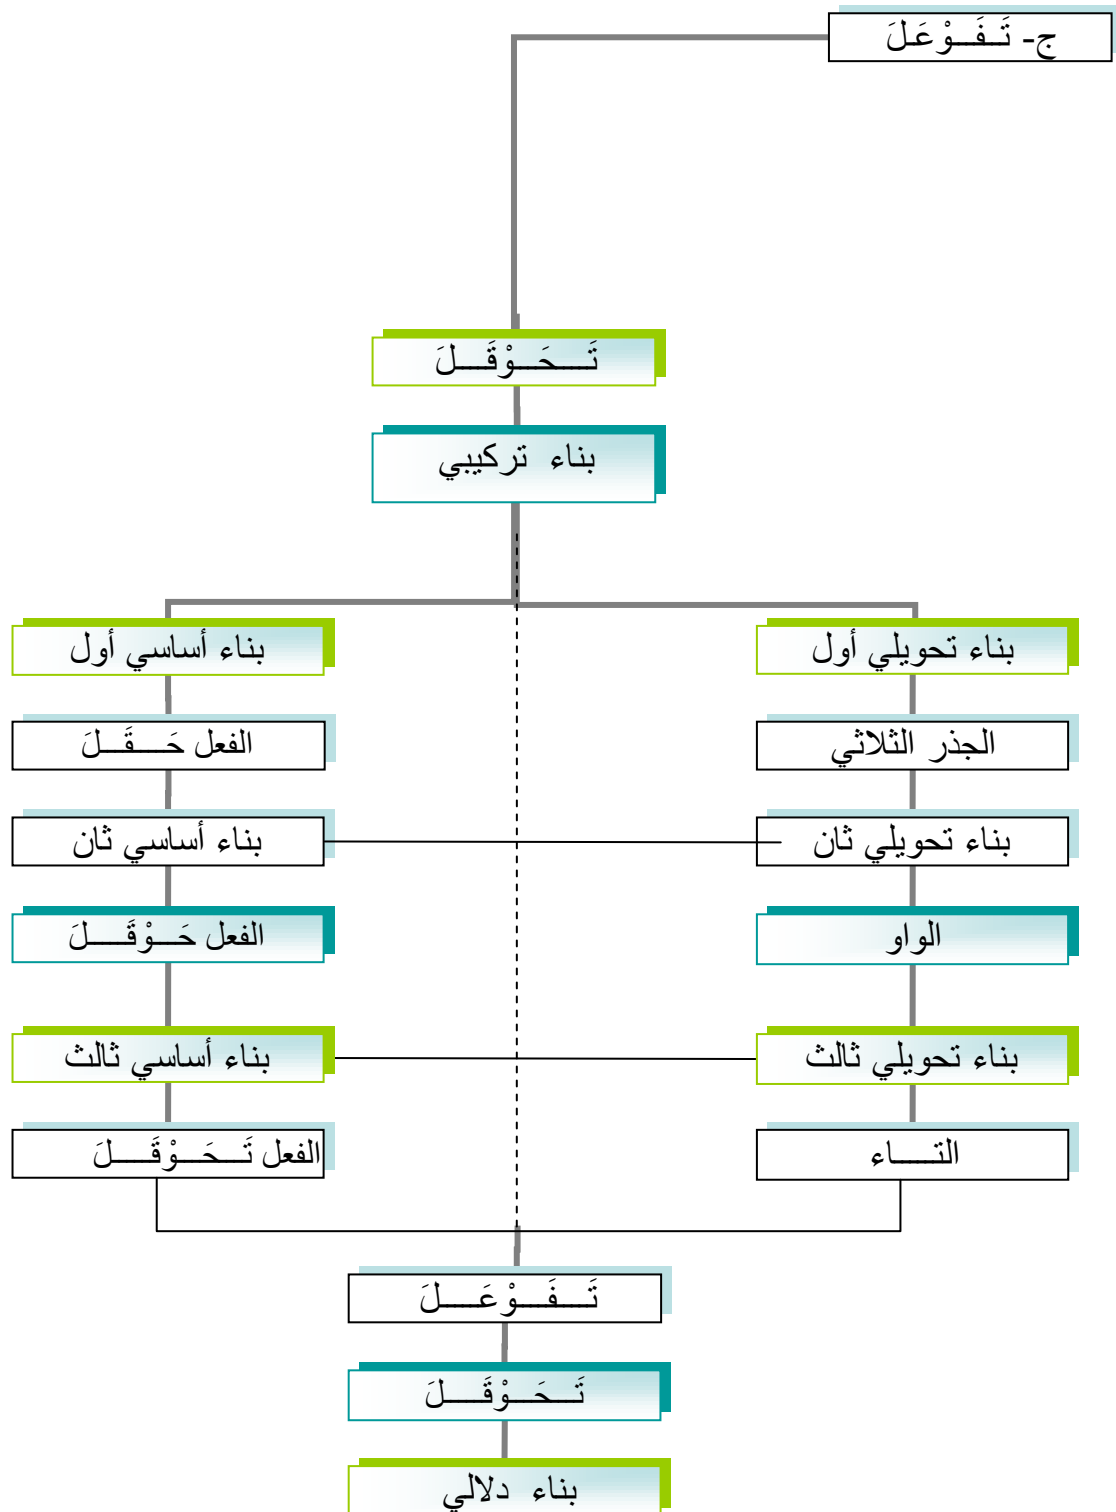 ج- تَـفَـوْعَلَ
تَـحَـوْقَـلَ
بناء تركيبي
بناء تحويلي أول
بناء أساسي أول
الجذر الثلاثي
الفعل حَـقَـلَ
بناء تحويلي ثان
بناء أساسي ثان
الواو
الفعل حَـوْقَـلَ
بناء تحويلي ثالث
بناء أساسي ثالث
التـاء
الفعل تَـحَـوْقَـلَ
تَـفَـوْعَـلَ
تَـحَـوْقَـلَ
بناء دلالي